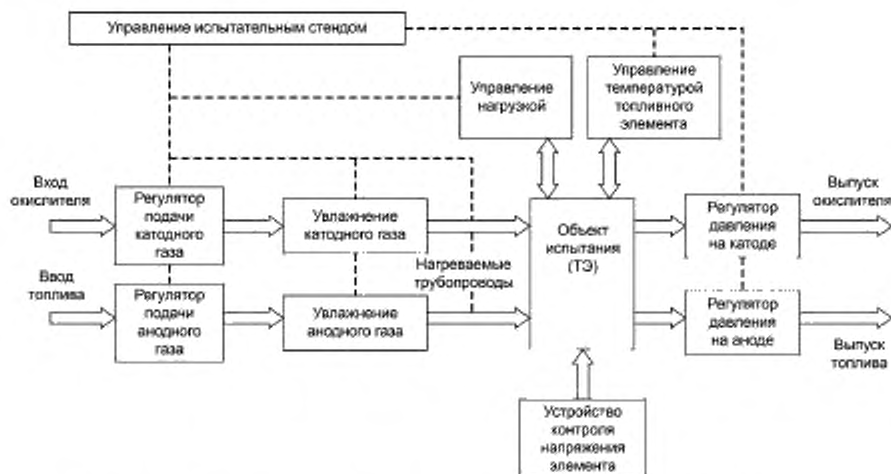 Управление испытательным стендом
Управление
нагрузкой
Управление
температурой
топливного
элемента
Вход
окислителя
Регулятор
подачи
катодного
газа
Увлажнение
катодного газа
Объект
испытания
(ТЭ)
Регулятор
давления
на катоде
Выпуск
окислителя
Нагреваемые
трубопроводы
Ввод
топлива
Регулятор
подачи
анодного
газа
Увлажнение
анодного газа
Регулятор
давления
на аноде
Выпуск
топлива
Устройство
контроля
напряжения
элемента